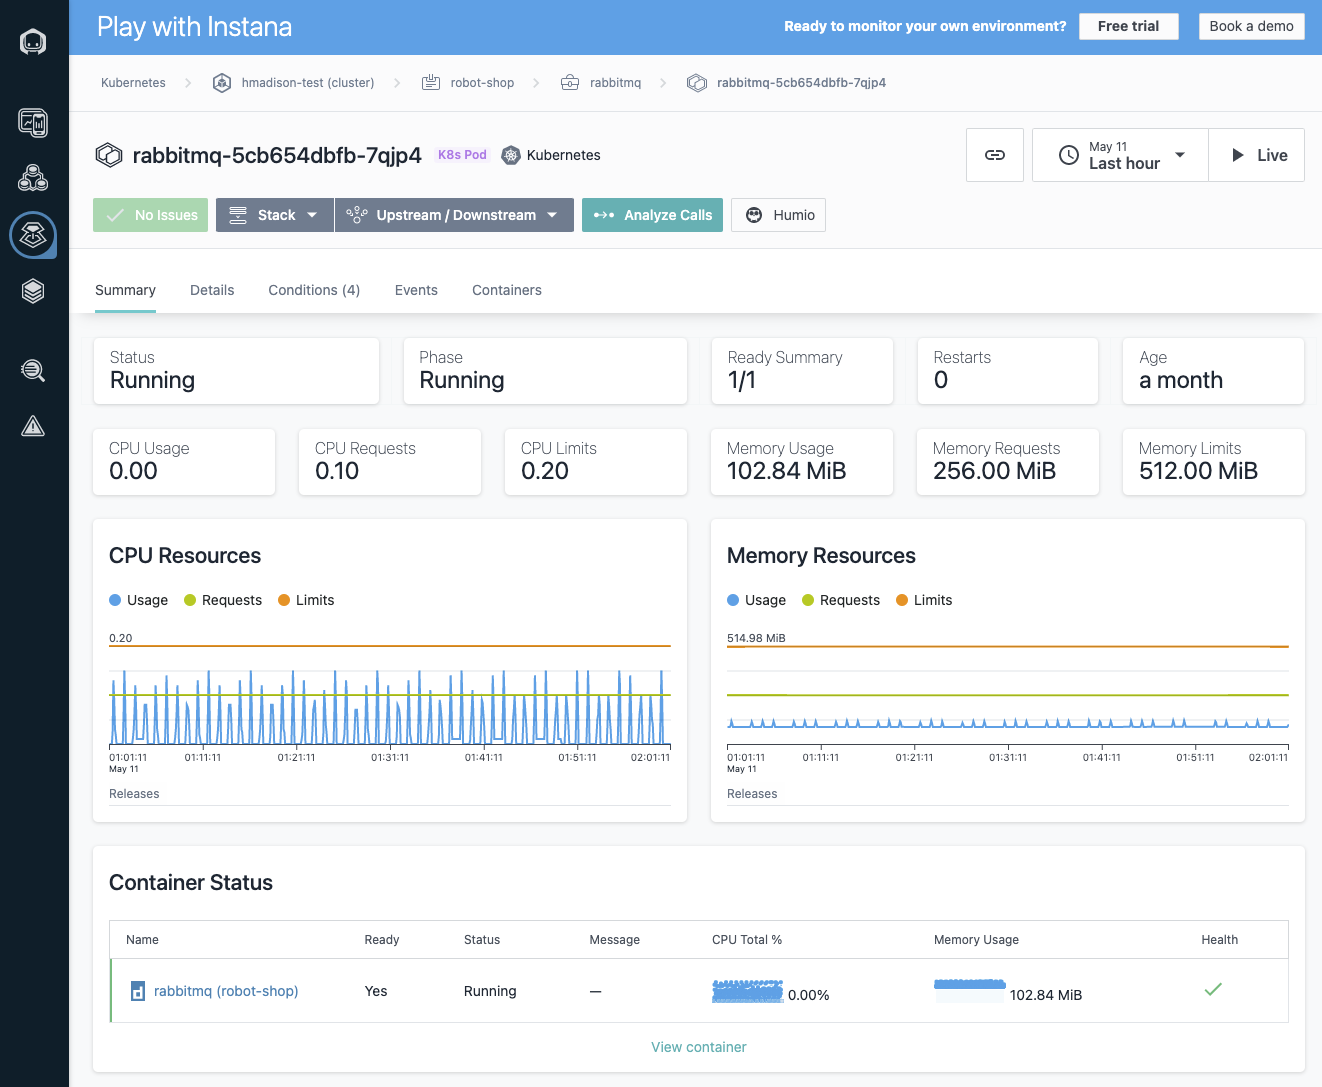 Play with Instana
Ready to monitor your own environment?
Free trial
Book a demo
Kubernetes
hmadison-test (cluster)
robot-shop
rabbitmq
rabbitmq-5cb654dbfb-7qjp4
rabbitmq-5cb654dbfb-7qjp4
K8s Pod
Kubernetes
May 11
Last hour
Live
No Issues
Stack
Upstream / Downstream
Analyze Calls
Humio
Summary
Details
Conditions (4)
Events
Containers
Status
Running
Phase
Running
Ready Summary
1/1
Restarts
0
Age
a month
CPU Usage
0.00
CPU Requests
0.10
CPU Limits
0.20
Memory Usage
102.84 MiB
Memory Requests
256.00 MiB
Memory Limits
512.00 MiB
CPU Resources
Usage
Requests
Limits
0.20
01:01:11
May 11
01:11:11
01:21:11
01:31:11
01:41:11
01:51:11
02:01:11
Releases
Memory Resources
Usage
Requests
Limits
514.98 MiB
01:01:11
May 11
01:11:11
01:21:11
01:31:11
01:41:11
01:51:11
02:01:11
Releases
Container Status
Name
Ready
Status
Message
CPU Total %
Memory Usage
Health
rabbitmq (robot-shop)
Yes
Running
—
0.00%
102.84 MiB
View container